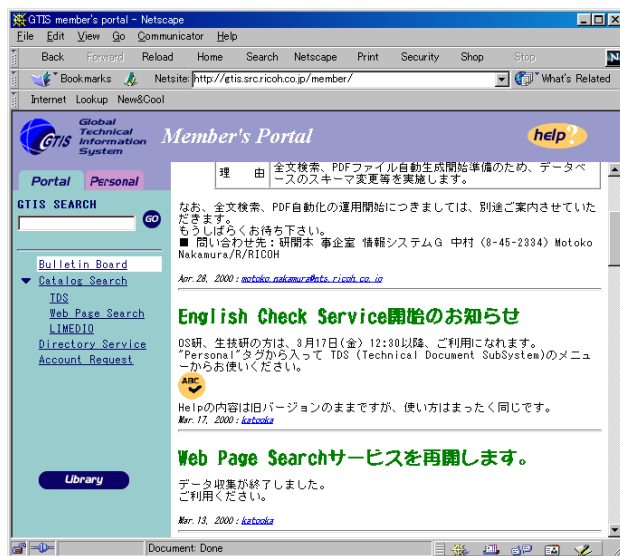 GTIS member's portal - Netscape
File Edit View Go Communicator Help
Back Forward Reload Home Search Netscape Print Security Shop Stop
Bookmarks Netsite: http://gtis.src.ricoh.co.jp/member/ What's Related
Internet Lookup New&Cool
GTIS Global Technical Information System
Member's Portal
help?
Portal Personal
GTIS SEARCH
GO
Bulletin Board
Catalog Search
TDS
Web Page Search
LIMEDIO
Directory Service
Account Request
Library
理 由 全文検索、PDFファイル自動生成開始準備のため、データベ
ースのスキーマ変更等を実施します。
なお、全文検索、PDF自動化の運用開始につきましては、別途ご案内させていた
だきます。
もうしばらくお待ち下さい。
■ 問い合わせ先：研開本 事企室 情報システムＧ 中村 (8-45-2334) Motoko
Nakamura/R/RICOH
Apr. 28, 2000 : motoko.nakamura@nts.ricoh.co.jp
English Check Service開始のお知らせ
OS研、生技研の方は、3月17日(金) 12:30以降、ご利用になれます。
"Personal"タグから入って TDS (Technical Document SubSystem)のメニュ
ーからお使いください。
ABC
Helpの内容は旧バージョンのままですが、使い方はまったく同じです。
Mar. 17, 2000 : katooka
Web Page Searchサービスを再開します。
データ収集が終了しました。
ご利用ください。
Mar. 13, 2000 : katooka
Document: Done